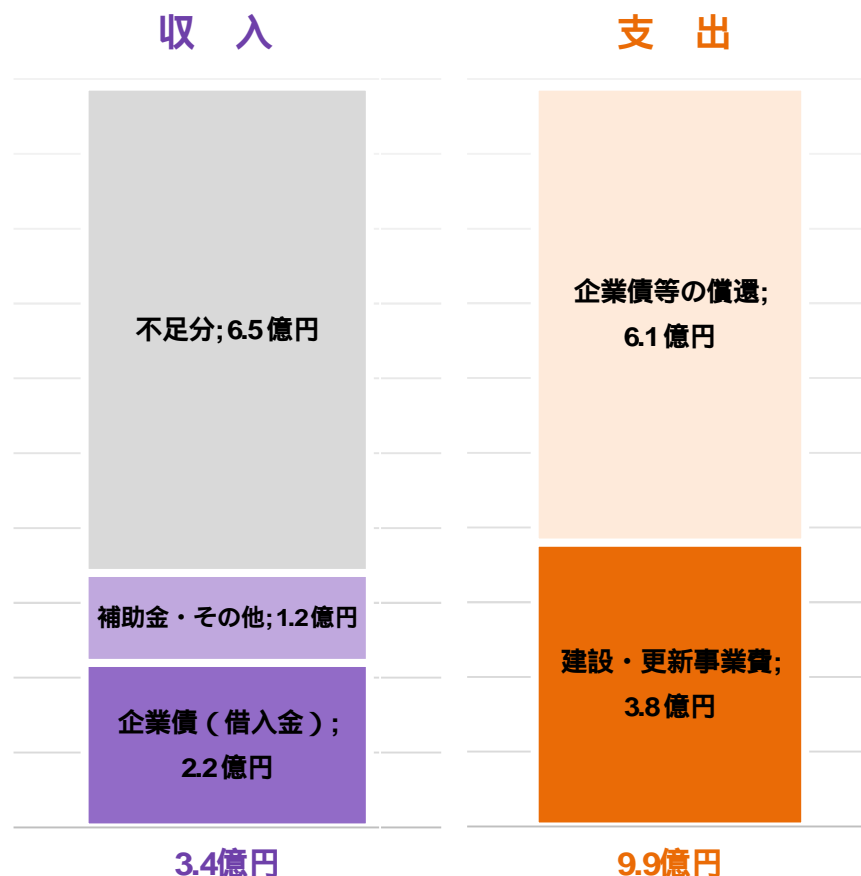 収　入
不足分;6.5億円
補助金・その他;1.2億円
企業債（借入金）;
2.2億円
3.4億円
支　出
企業債等の償還;
6.1億円
建設・更新事業費;
3.8億円
9.9億円